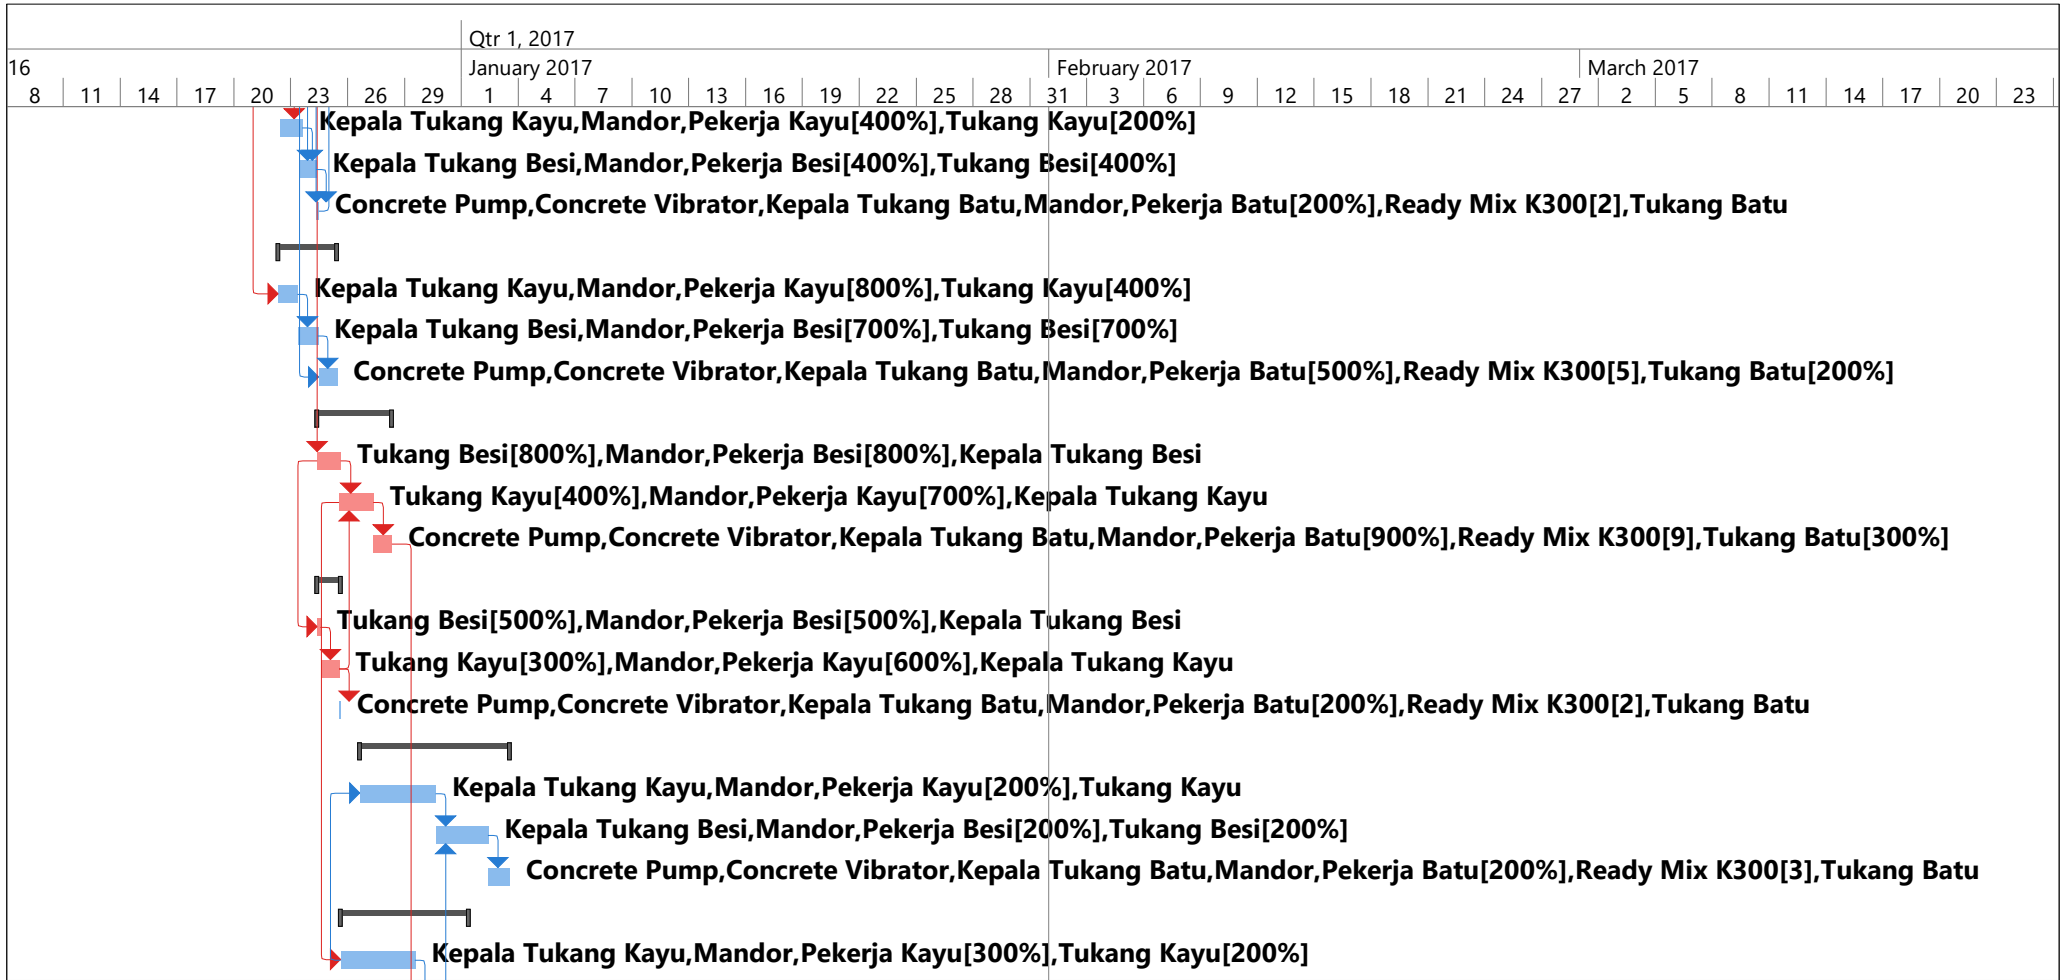 Qtr 1, 2017
16 January 2017 February 2017 March 2017
8 11 14 17 20 23 26 29 1 4 7 10 13 16 19 22 25 28 31 3 6 9 12 15 18 21 24 27 2 5 8 11 14 17 20 23
Kepala Tukang Kayu,Mandor,Pekerja Kayu[400%],Tukang Kayu[200%]
Kepala Tukang Besi,Mandor,Pekerja Besi[400%],Tukang Besi[400%]
Concrete Pump,Concrete Vibrator,Kepala Tukang Batu,Mandor,Pekerja Batu[200%],Ready Mix K300[2],Tukang Batu
Kepala Tukang Kayu,Mandor,Pekerja Kayu[800%],Tukang Kayu[400%]
Kepala Tukang Besi,Mandor,Pekerja Besi[700%],Tukang Besi[700%]
Concrete Pump,Concrete Vibrator,Kepala Tukang Batu,Mandor,Pekerja Batu[500%],Ready Mix K300[5],Tukang Batu[200%]
Tukang Besi[800%],Mandor,Pekerja Besi[800%],Kepala Tukang Besi
Tukang Kayu[400%],Mandor,Pekerja Kayu[700%],Kepala Tukang Kayu
Concrete Pump,Concrete Vibrator,Kepala Tukang Batu,Mandor,Pekerja Batu[900%],Ready Mix K300[9],Tukang Batu[300%]
Tukang Besi[500%],Mandor,Pekerja Besi[500%],Kepala Tukang Besi
Tukang Kayu[300%],Mandor,Pekerja Kayu[600%],Kepala Tukang Kayu
Concrete Pump,Concrete Vibrator,Kepala Tukang Batu,Mandor,Pekerja Batu[200%],Ready Mix K300[2],Tukang Batu
Kepala Tukang Kayu,Mandor,Pekerja Kayu[200%],Tukang Kayu
Kepala Tukang Besi,Mandor,Pekerja Besi[200%],Tukang Besi[200%]
Concrete Pump,Concrete Vibrator,Kepala Tukang Batu,Mandor,Pekerja Batu[200%],Ready Mix K300[3],Tukang Batu
Kepala Tukang Kayu,Mandor,Pekerja Kayu[300%],Tukang Kayu[200%]